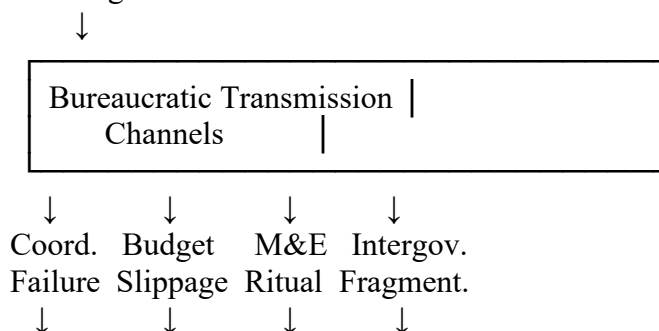 ↓
Bureaucratic Transmission |
Channels |
↓ ↓ ↓ ↓
Coord. Budget M&E Intergov.
Failure Slippage Ritual Fragment.
↓ ↓ ↓ ↓